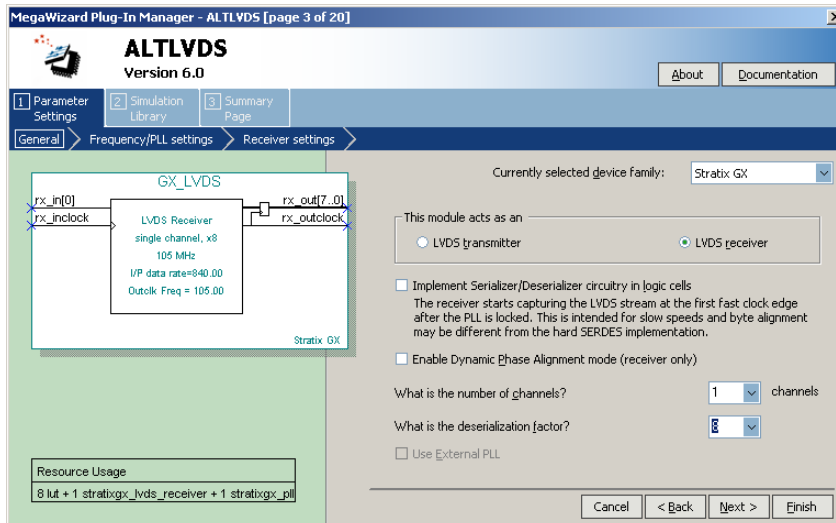 MegaWizard Plug-In Manager - ALTLVDS [page 3 of 20]
ALTLVDS
Version 6.0
About
Documentation
1 Parameter Settings
2 Simulation Library
3 Summary Page
General
Frequency/PLL settings
Receiver settings
GX_LVDS
rx_in[0]
rx_inclock
rx_out[7..0]
rx_outclock
LVDS Receiver
single channel, x8
105 MHz
I/P data rate=840.00
Outclk Freq = 105.00
Stratix GX
Resource Usage
8 lut + 1 stratixgx_lvds_receiver + 1 stratixgx_pll
Currently selected device family:
Stratix GX
This module acts as an
LVDS transmitter
LVDS receiver
Implement Serializer/Deserializer circuitry in logic cells
The receiver starts capturing the LVDS stream at the first fast clock edge
after the PLL is locked. This is intended for slow speeds and byte alignment
may be different from the hard SERDES implementation.
Enable Dynamic Phase Alignment mode (receiver only)
What is the number of channels?
1
channels
What is the deserialization factor?
8
Use External PLL
Cancel
< Back
Next >
Finish